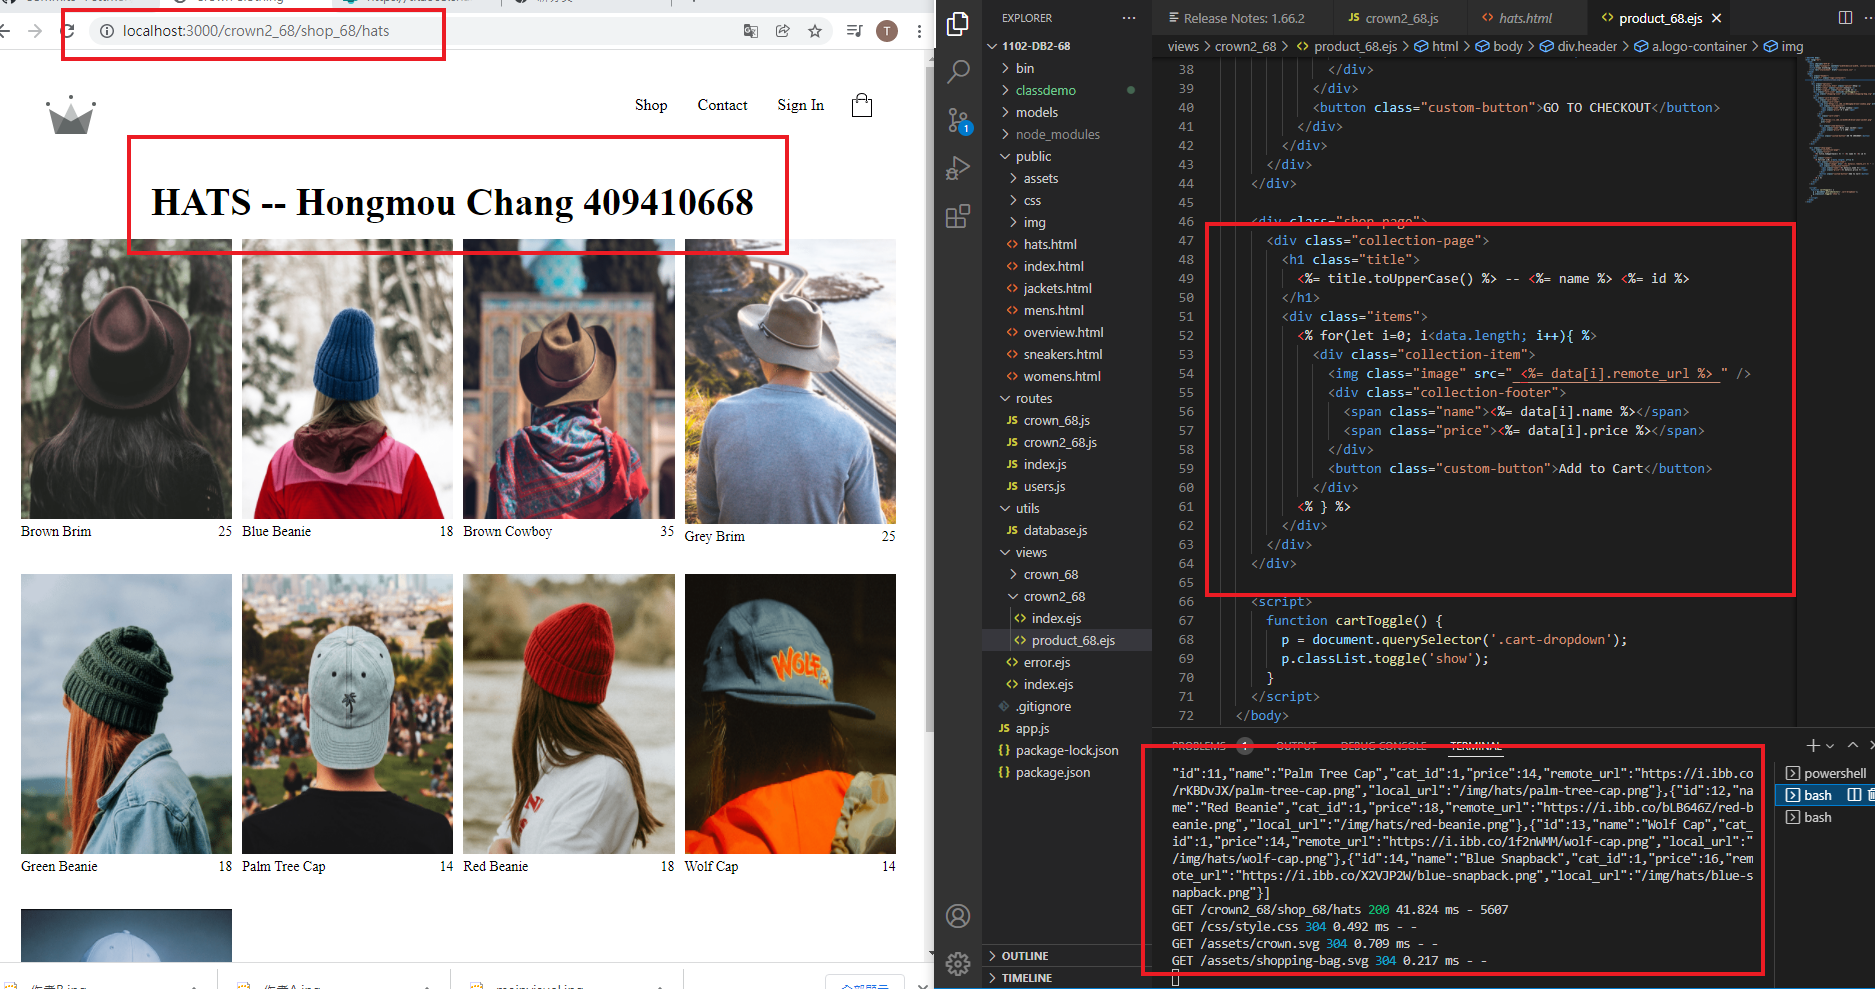 localhost:3000/crown2_68/shop_68/hats
T
Shop
Contact
Sign In
HATS -- Hongmou Chang 409410668
Brown Brim 25
Blue Beanie 18
Brown Cowboy 35
Grey Brim 25
WOLF
Green Beanie 18
Palm Tree Cap 14
Red Beanie 18
Wolf Cap 14
EXPLORER
1102-DB2-68
bin
classdemo
models
node_modules
public
assets
css
img
hats.html
index.html
jackets.html
mens.html
overview.html
sneakers.html
womens.html
routes
crown_68.js
crown2_68.js
index.js
users.js
utils
database.js
views
crown_68
crown2_68
index.ejs
product_68.ejs
error.ejs
index.ejs
.gitignore
app.js
package-lock.json
package.json
OUTLINE
TIMELINE
Release Notes: 1.66.2
JS crown2_68.js
hats.html
product_68.ejs
views > crown2_68 > product_68.ejs > html > body > div.header > a.logo-container > img
38 </div>
39 </div>
40 <button class="custom-button">GO TO CHECKOUT</button>
41 </div>
42 </div>
43 </div>
44 </div>
45
46 <div class="shop-page">
47 <div class="collection-page">
48 <h1 class="title">
49 <%= title.toUpperCase() %> -- <%= name %> <%= id %>
50 </h1>
51 <div class="items">
52 <% for(let i=0; i<data.length; i++){ %>
53 <div class="collection-item">
54 <img class="image" src=" <%= data[i].remote_url %> " />
55 <div class="collection-footer">
56 <span class="name"><%= data[i].name %></span>
57 <span class="price"><%= data[i].price %></span>
58 </div>
59 <button class="custom-button">Add to Cart</button>
60 </div>
61 <% } %>
62 </div>
63 </div>
64 </div>
65
66 <script>
67 function cartToggle() {
68 p = document.querySelector('.cart-dropdown');
69 p.classList.toggle('show');
70 }
71 </script>
72 </body>
PROBLEMS 1 OUTPUT DEBUG CONSOLE TERMINAL
"id":11,"name":"Palm Tree Cap","cat_id":1,"price":14,"remote_url":"https://i.ibb.co
/rKBDvJX/palm-tree-cap.png","local_url":"/img/hats/palm-tree-cap.png"},{"id":12,"na
me":"Red Beanie","cat_id":1,"price":18,"remote_url":"https://i.ibb.co/bLB646Z/red-b
eanie.png","local_url":"/img/hats/red-beanie.png"},{"id":13,"name":"Wolf Cap","cat_
id":1,"price":14,"remote_url":"https://i.ibb.co/1f2nWMM/wolf-cap.png","local_url":"
/img/hats/wolf-cap.png"},{"id":14,"name":"Blue Snapback","cat_id":1,"price":16,"rem
ote_url":"https://i.ibb.co/X2VJP2W/blue-snapback.png","local_url":"/img/hats/blue-s
napback.png"}]
GET /crown2_68/shop_68/hats 200 41.824 ms - 5607
GET /css/style.css 304 0.492 ms - -
GET /assets/crown.svg 304 0.709 ms - -
GET /assets/shopping-bag.svg 304 0.217 ms - -
powershell
bash
bash